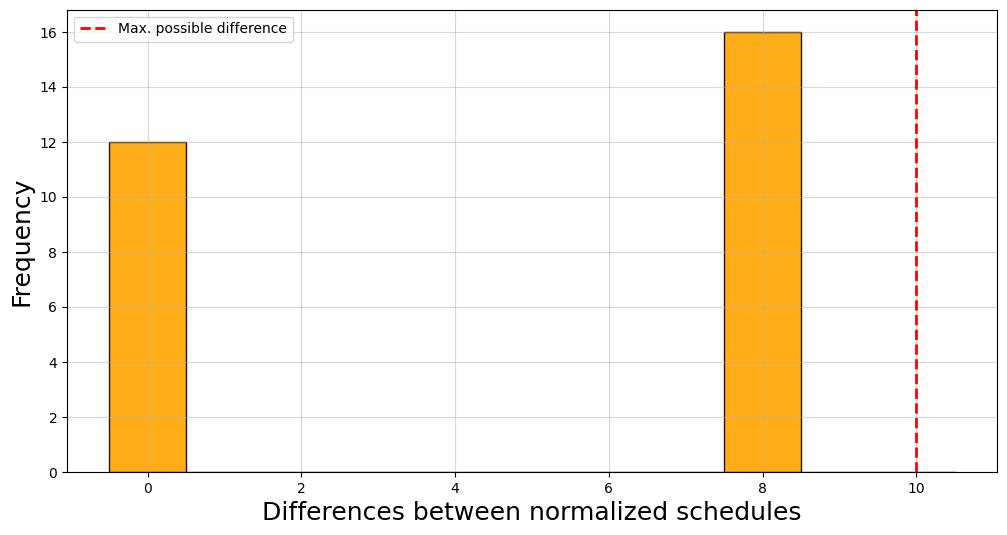 Max. possible difference
16
14
12
10
8
6
4
2
0
Frequency
0 2 4 6 8 10
Differences between normalized schedules